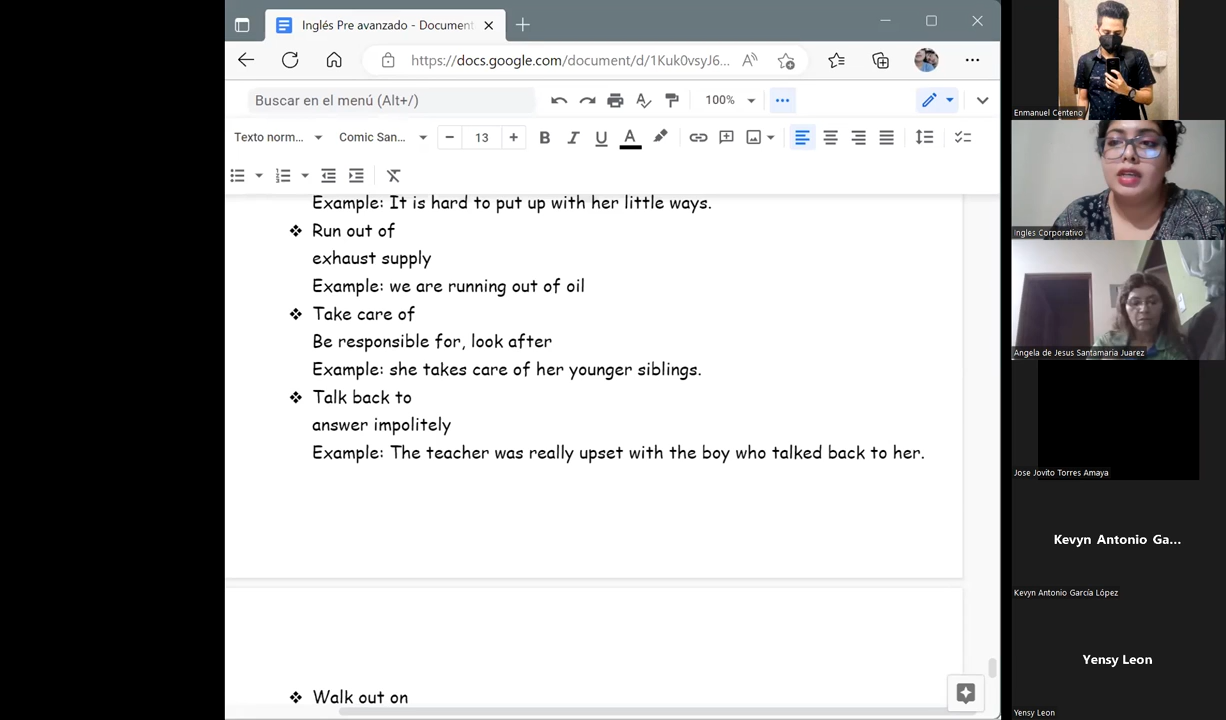 Inglés Pre avanzado - Document
https://docs.google.com/document/d/1Kuk0vsyJ6...
Buscar en el menú (Alt+/)
100%
Texto norm...
Comic San...
13
Example: It is hard to put up with her little ways.
❖ Run out of
exhaust supply
Example: we are running out of oil
❖ Take care of
Be responsible for, look after
Example: she takes care of her younger siblings.
❖ Talk back to
answer impolitely
Example: The teacher was really upset with the boy who talked back to her.
❖ Walk out on
Enmanuel Centeno
Ingles Corporativo
Angela de Jesus Santamaria Juarez
Jose Jovito Torres Amaya
Kevyn Antonio Ga...
Kevyn Antonio García López
Yensy Leon
Yensy Leon